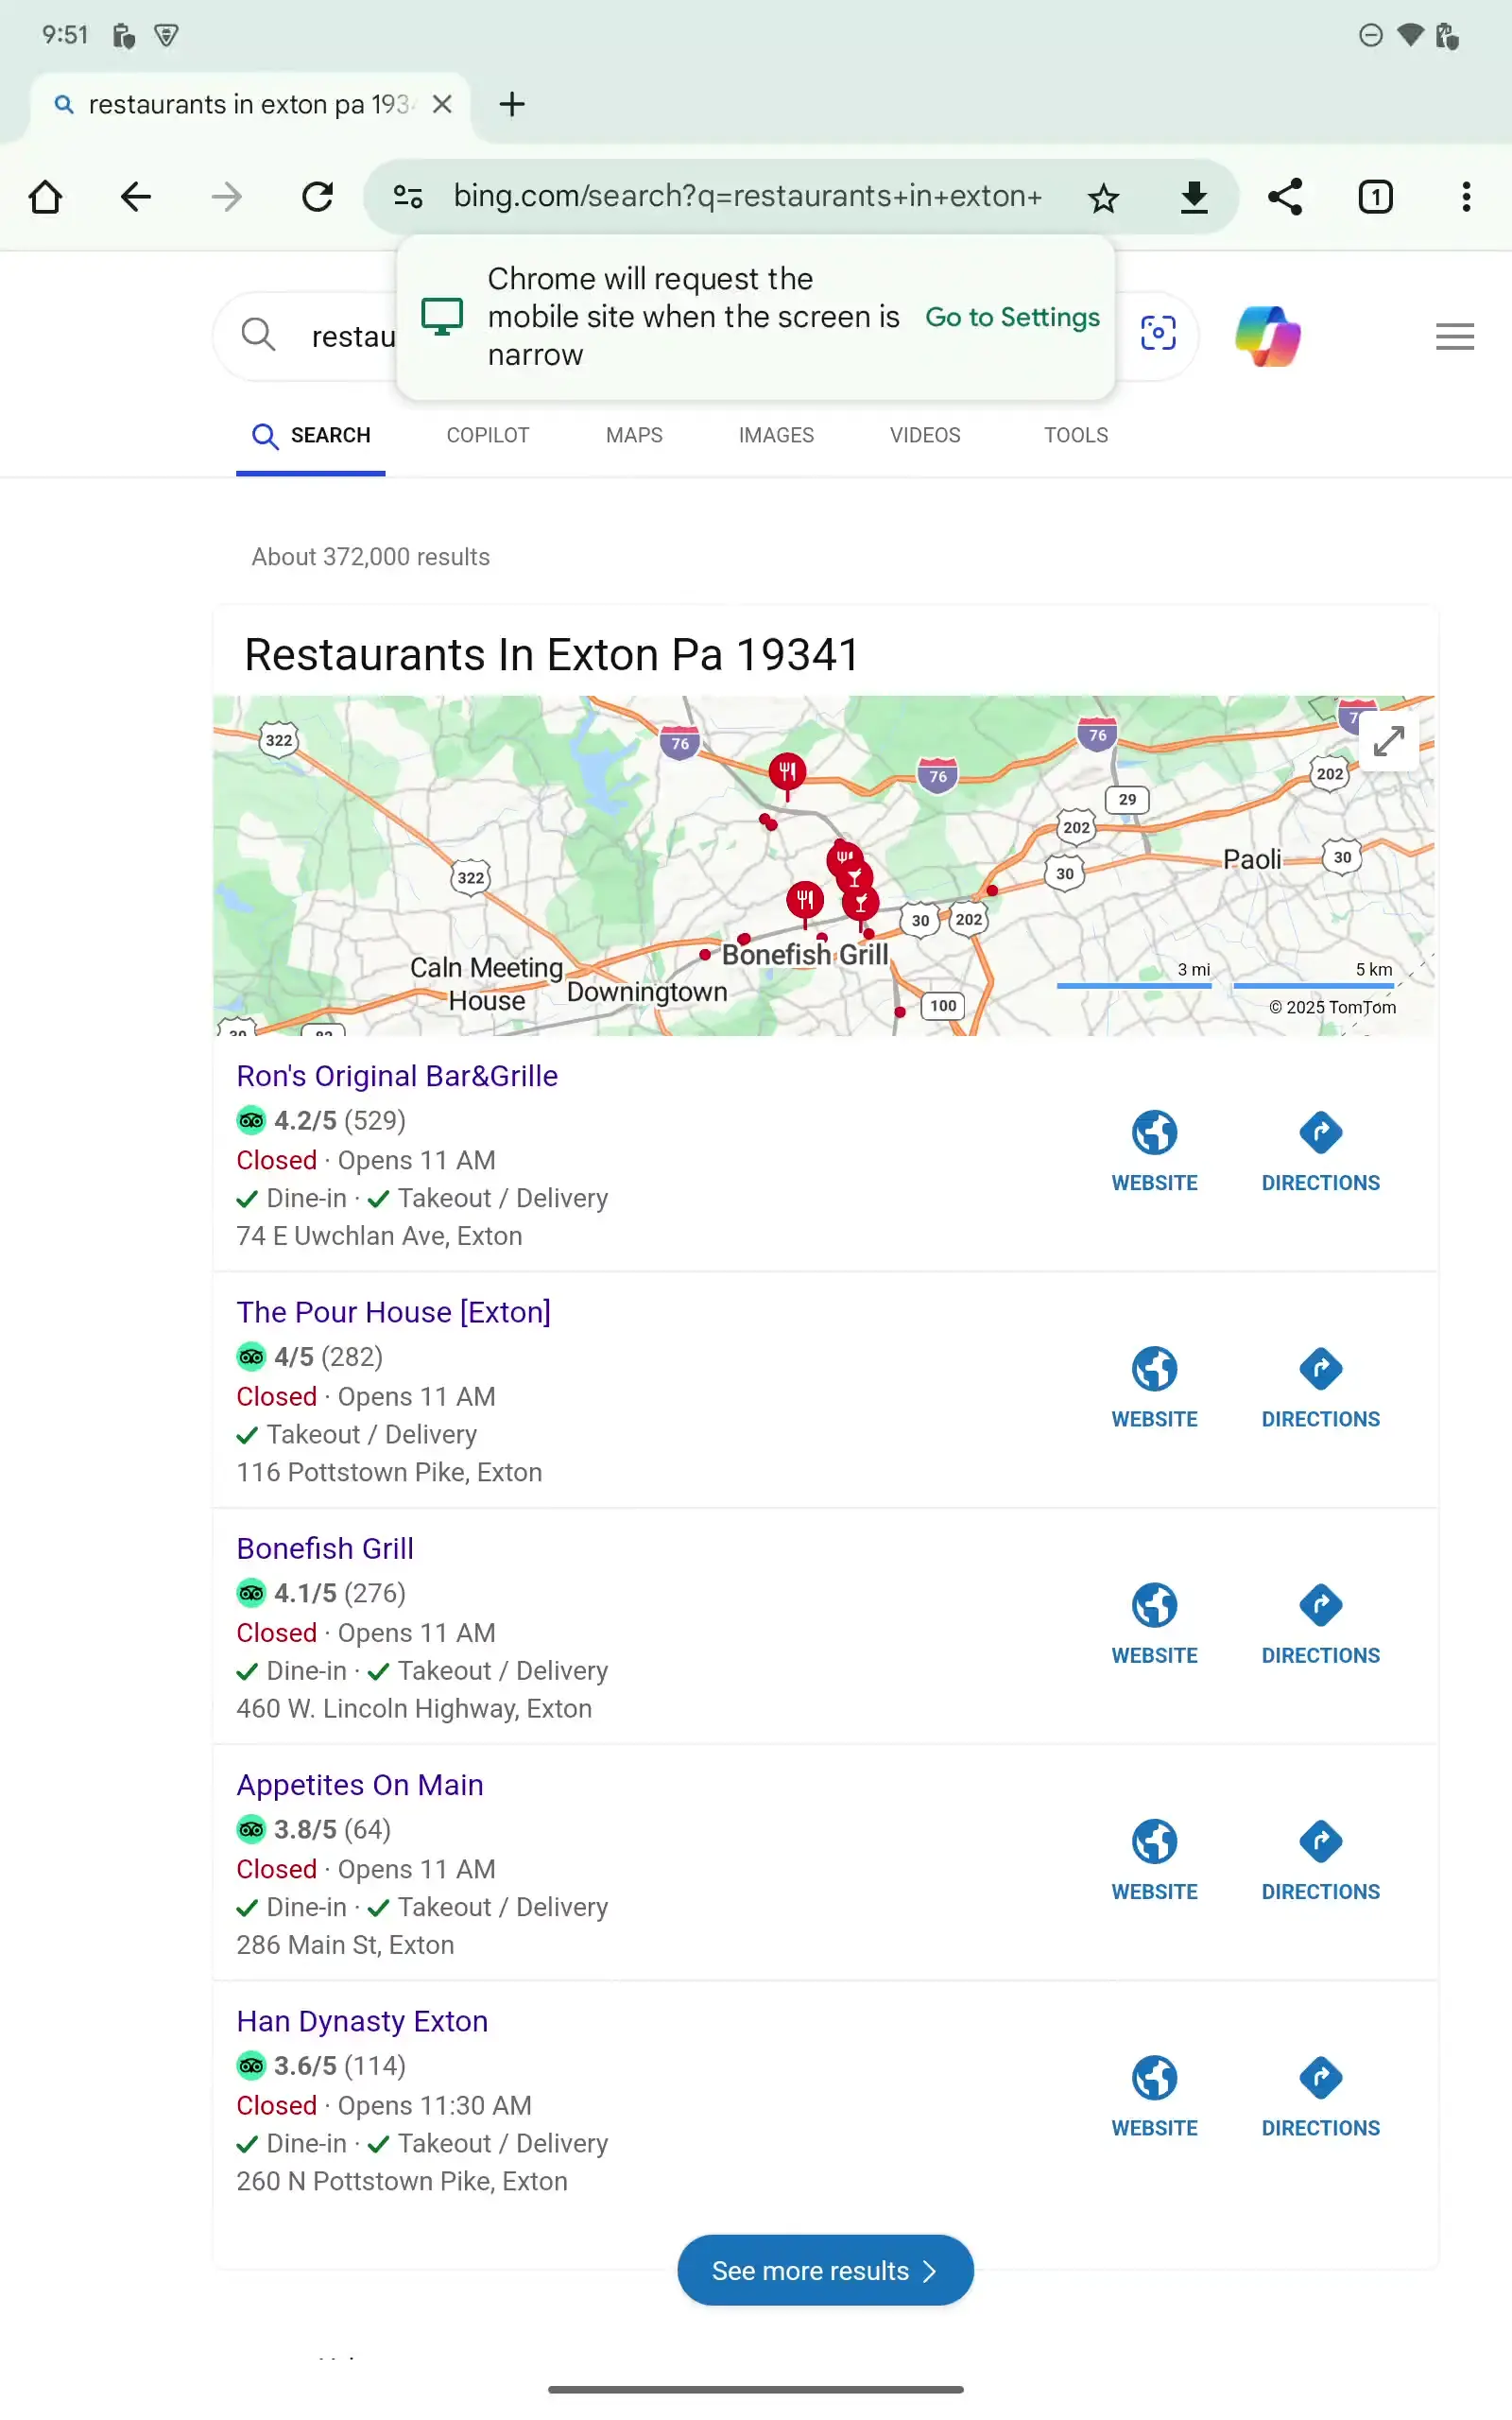 9:51
restaurants in exton pa 1934
bing.com/search?q=restaurants+in+exton+
1
Chrome will request the
mobile site when the screen is
narrow
Go to Settings
restau
SEARCH
COPILOT
MAPS
IMAGES
VIDEOS
TOOLS
About 372,000 results
Restaurants In Exton Pa 19341
322
76
76
76
202
29
202
322
30
Paoli
30
30
202
Bonefish Grill
Caln Meeting
House
Downingtown
100
3 mi
5 km
© 2025 TomTom
Ron's Original Bar&Grille
4.2/5 (529)
Closed · Opens 11 AM
Dine-in · Takeout / Delivery
74 E Uwchlan Ave, Exton
WEBSITE
DIRECTIONS
The Pour House [Exton]
4/5 (282)
Closed · Opens 11 AM
Takeout / Delivery
116 Pottstown Pike, Exton
WEBSITE
DIRECTIONS
Bonefish Grill
4.1/5 (276)
Closed · Opens 11 AM
Dine-in · Takeout / Delivery
460 W. Lincoln Highway, Exton
WEBSITE
DIRECTIONS
Appetites On Main
3.8/5 (64)
Closed · Opens 11 AM
Dine-in · Takeout / Delivery
286 Main St, Exton
WEBSITE
DIRECTIONS
Han Dynasty Exton
3.6/5 (114)
Closed · Opens 11:30 AM
Dine-in · Takeout / Delivery
260 N Pottstown Pike, Exton
WEBSITE
DIRECTIONS
See more results